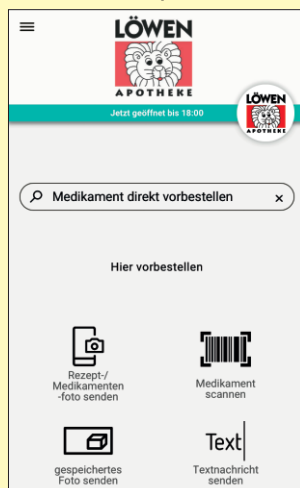 LÖWEN
APOTHEKE
Jetzt geöffnet bis 18:00
LÖWEN
APOTHEKE
Medikament direkt vorbestellen
Hier vorbestellen
Rezept-/
Medikamenten
-foto senden
Medikament
scannen
gespeichertes
Foto senden
Text
Textnachricht
senden